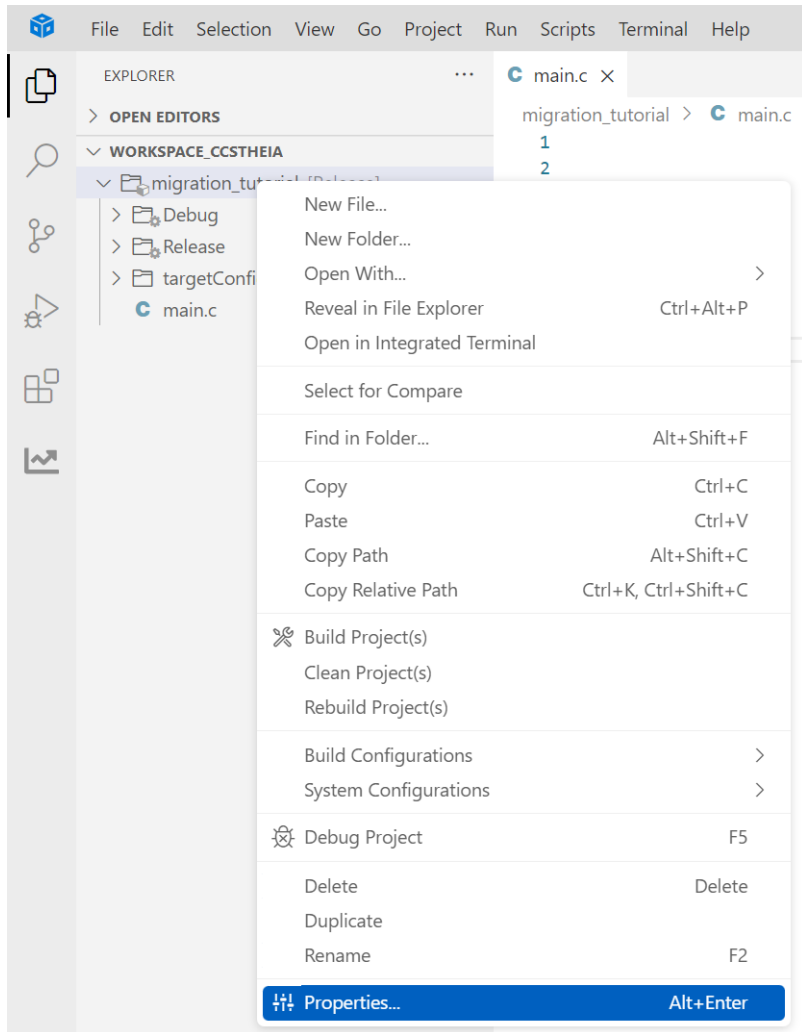 File Edit Selection View Go Project Run Scripts Terminal Help
EXPLORER ... C main.c ×
OPEN EDITORS
migration_tutorial > C main.c
WORKSPACE_CCSTHEIA
1
2
migration_tutorial [Release]
Debug
Release
targetConfi
C main.c
New File...
New Folder...
Open With... >
Reveal in File Explorer Ctrl+Alt+P
Open in Integrated Terminal
Select for Compare
Find in Folder... Alt+Shift+F
Copy Ctrl+C
Paste Ctrl+V
Copy Path Alt+Shift+C
Copy Relative Path Ctrl+K, Ctrl+Shift+C
Build Project(s)
Clean Project(s)
Rebuild Project(s)
Build Configurations >
System Configurations >
Debug Project F5
Delete Delete
Duplicate
Rename F2
Properties... Alt+Enter